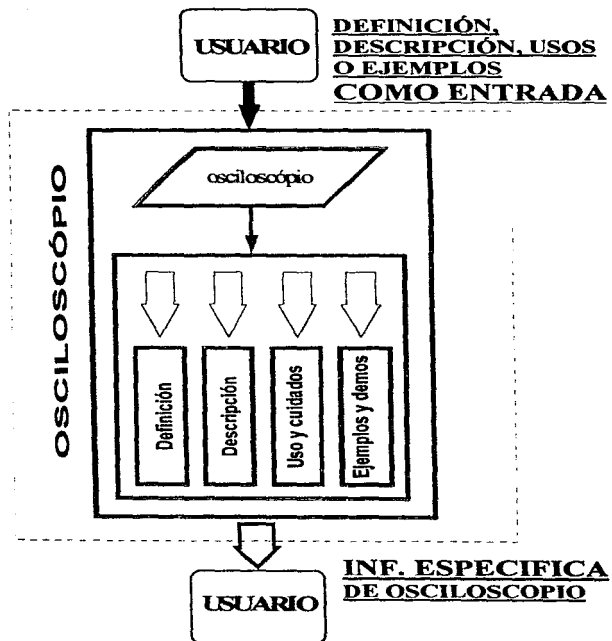 USUARIO
DEFINICIÓN,
DESCRIPCIÓN, USOS
O EJEMPLOS
COMO ENTRADA
OSCILOSCÓPIO
osciloscópio
Definición
Descripción
Uso y cuidados
Ejemplos y demos
USUARIO
INF. ESPECIFICA
DE OSCILOSCOPIO